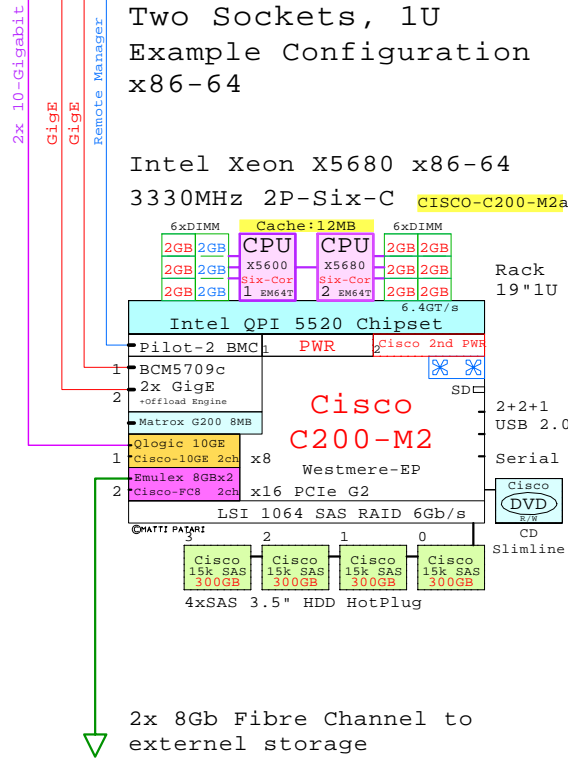 Two Sockets, 1U
Example Configuration
x86-64
2x 10-Gigabit
GigE
GigE
Remote Manager
Intel Xeon X5680 x86-64
3330MHz 2P-Six-C
CISCO-C200-M2a
6xDIMM
Cache:12MB
6xDIMM
2GB 2GB
2GB 2GB
2GB 2GB
CPU
X5600
Six-Cor
1 EM64T
CPU
X5680
Six-Cor
2 EM64T
2GB 2GB
2GB 2GB
2GB 2GB
Rack
19"1U
6.4GT/s
Intel QPI 5520 Chipset
Pilot-2 BMC
1 PWR
2 Cisco 2nd PWR
1 BCM5709c
2x GigE
2 +Offload Engine
SD
Matrox G200 8MB
Cisco
C200-M2
Westmere-EP
2+2+1
USB 2.0
Serial
Qlogic 10GE
1 Cisco-10GE 2ch x8
Emulex 8GBx2
2 Cisco-FC8 2ch x16 PCIe G2
LSI 1064 SAS RAID 6Gb/s
Cisco
DVD
R/W
CD
Slimline
©MATTI PATARI
3 2 1 0
Cisco
15k SAS
300GB
Cisco
15k SAS
300GB
Cisco
15k SAS
300GB
Cisco
15k SAS
300GB
4xSAS 3.5" HDD HotPlug
2x 8Gb Fibre Channel to
externel storage